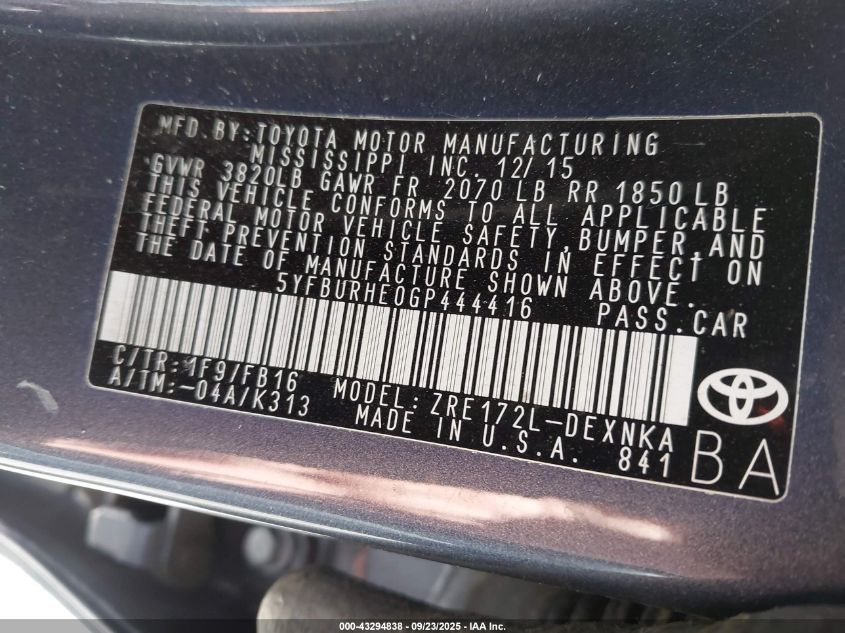 MFD. BY: TOYOTA MOTOR MANUFACTURING
MISSISSIPPI INC. 12/15
GVWR 3820LB GAWR FR 2070 LB RR 1850 LB
THIS VEHICLE CONFORMS TO ALL APPLICABLE
FEDERAL MOTOR VEHICLE SAFETY, BUMPER, AND
THEFT PREVENTION STANDARDS IN EFFECT ON
THE DATE OF MANUFACTURE SHOWN ABOVE.
5YFBURHE0GP444416 PASS. CAR
C/TR: 1F9/FB16 MODEL: ZRE172L-DEXNKA
A/TM: -04A/K313 MADE IN U.S.A. 841
BA
000-43294838 - 09/23/2025 - IAA Inc.